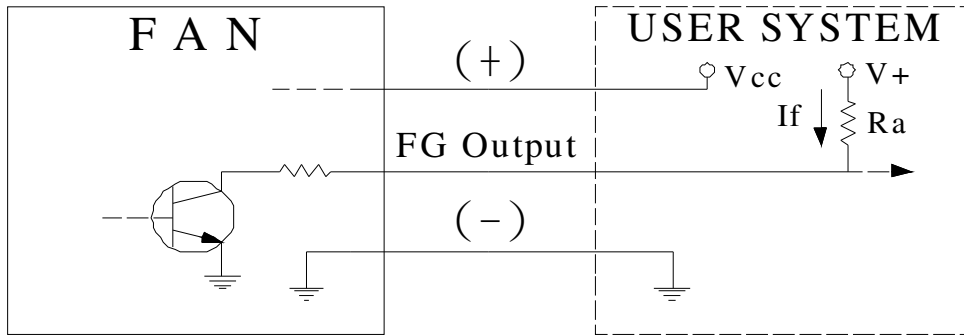 F A N
USER SYSTEM
(+)
Vcc
V+
If
Ra
FG Output
(-)